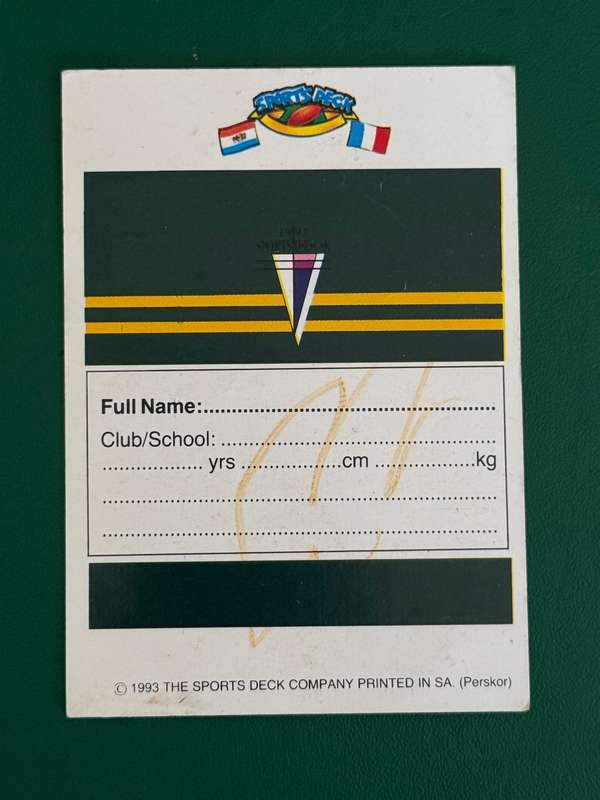 SPORTS DECK
Full Name:..............................................................
Club/School: ........................................................
.................... yrs ....................cm ....................kg
................................................................................
................................................................................
© 1993 THE SPORTS DECK COMPANY PRINTED IN SA. (Perskor)